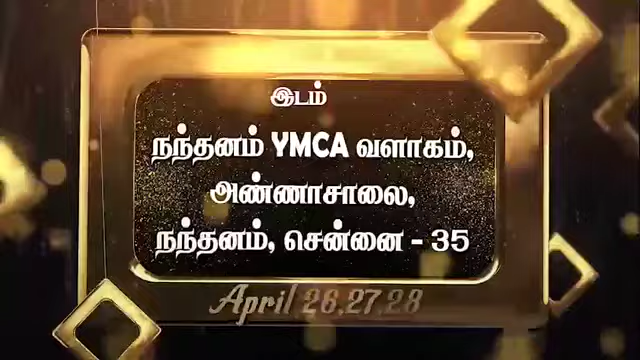 இடம்
நந்தனம் YMCA வளாகம்,
அண்ணாசாலை,
நந்தனம், சென்னை - 35
April 26,27,28